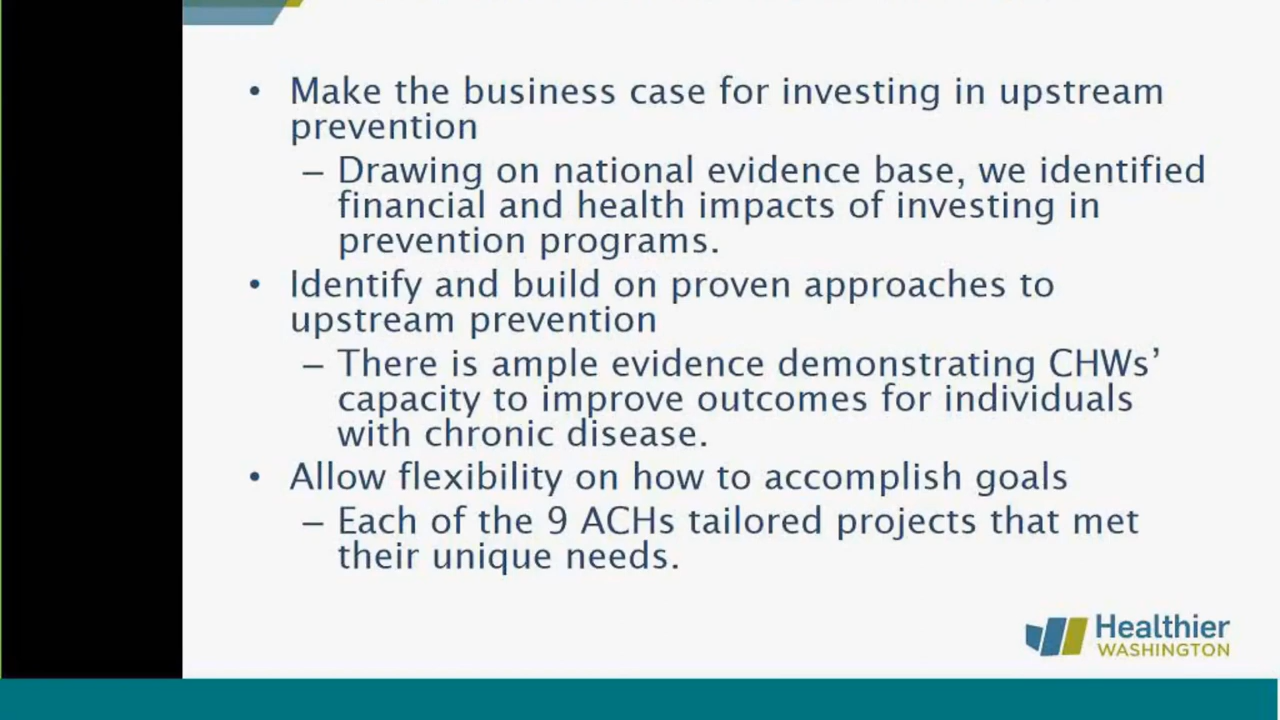 • Make the business case for investing in upstream
prevention
– Drawing on national evidence base, we identified
financial and health impacts of investing in
prevention programs.
• Identify and build on proven approaches to
upstream prevention
– There is ample evidence demonstrating CHWs’
capacity to improve outcomes for individuals
with chronic disease.
• Allow flexibility on how to accomplish goals
– Each of the 9 ACHs tailored projects that met
their unique needs.
Healthier
WASHINGTON